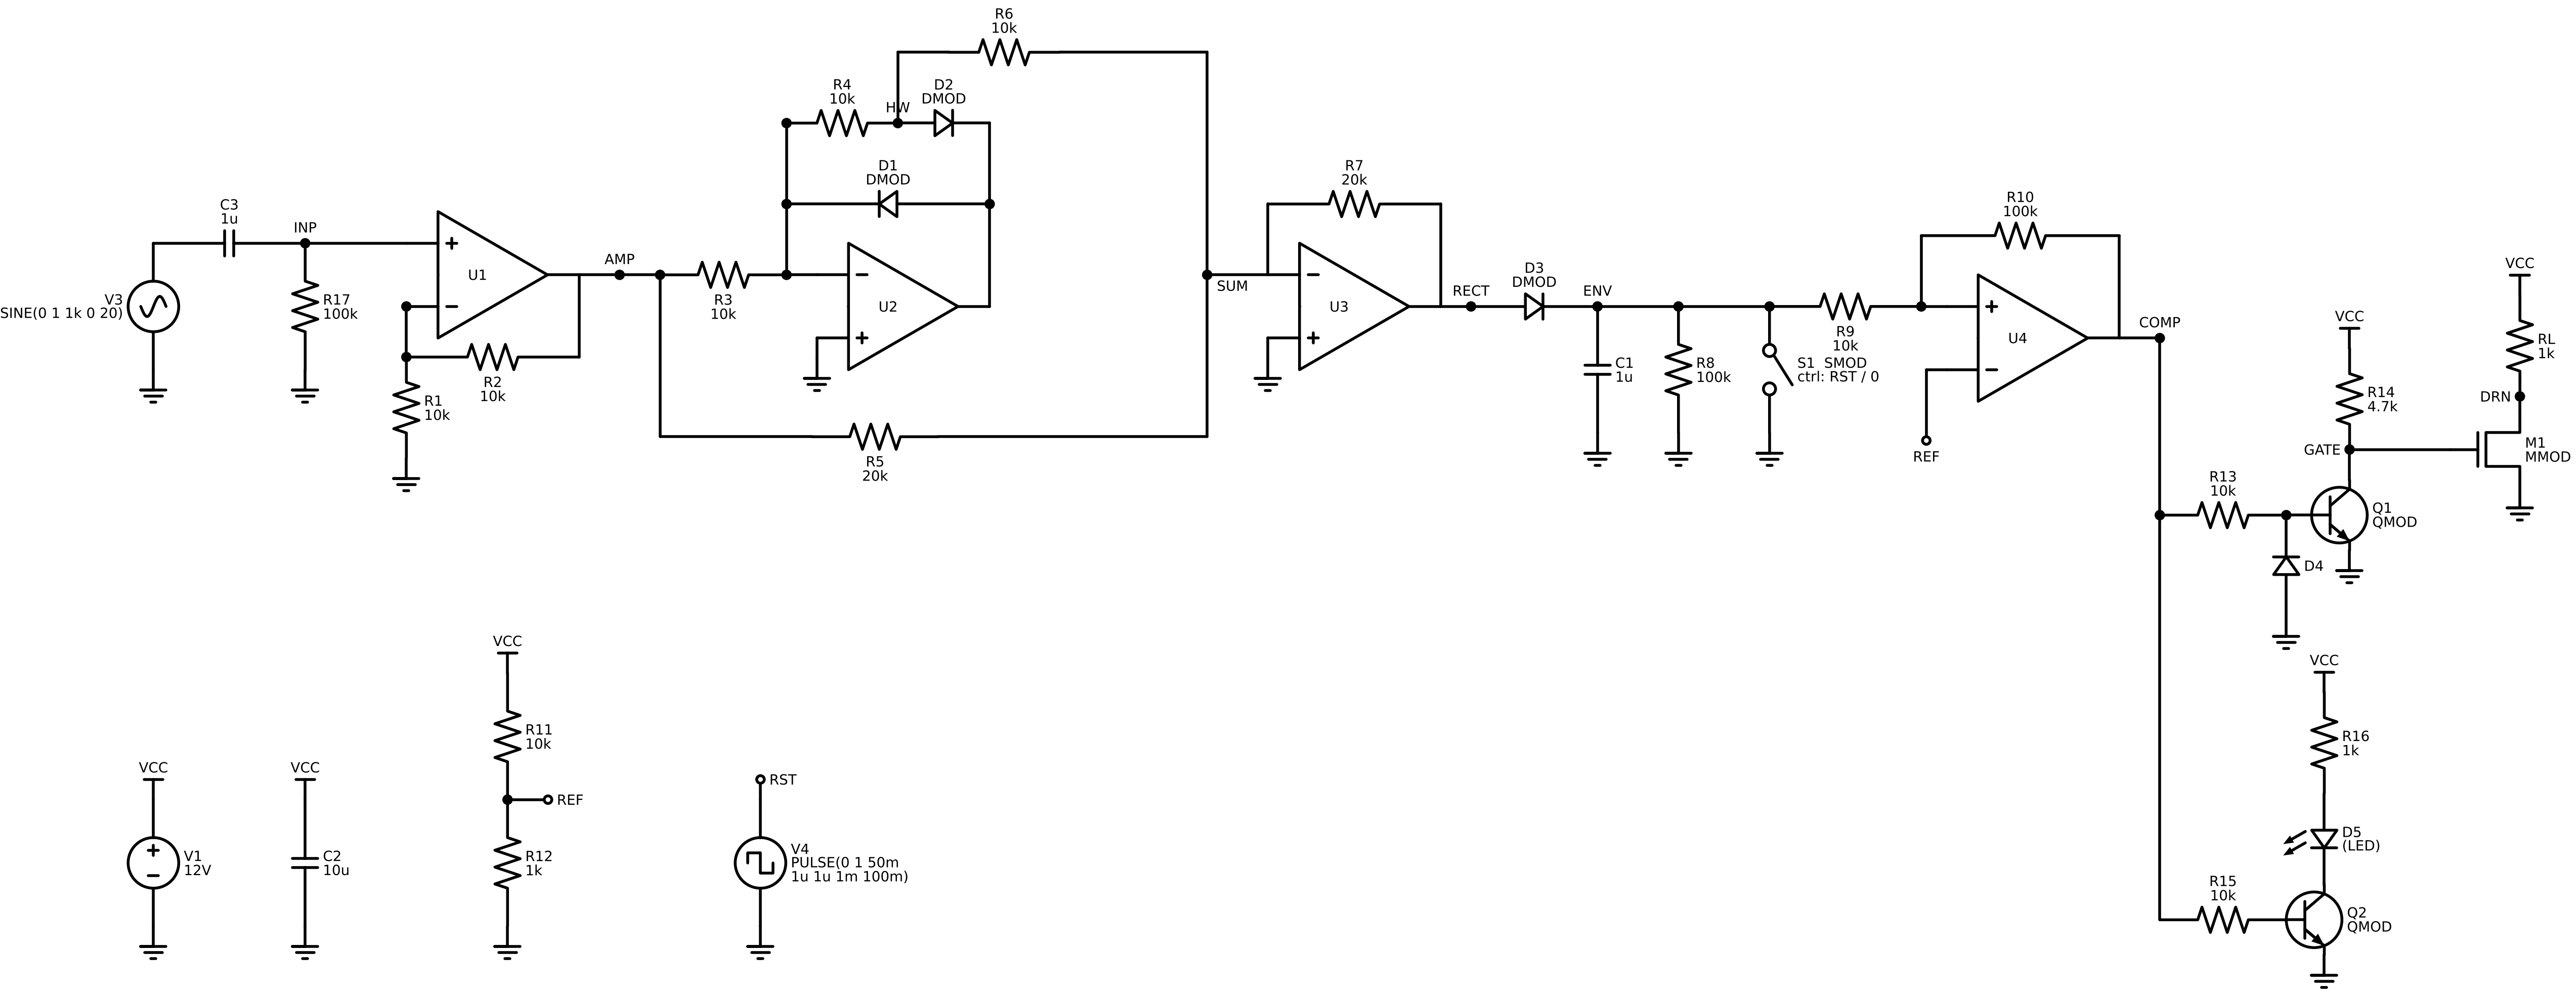 R6
10k
R4
10k
HW
D2
DMOD
D1
DMOD
R7
20k
R10
100k
C3
1u
INP
U1
AMP
R3
10k
U2
SUM
U3
RECT
D3
DMOD
ENV
R9
10k
U4
COMP
V3
SINE(0 1 1k 0 20)
R17
100k
R2
10k
R1
10k
R5
20k
C1
1u
R8
100k
S1 SMOD
ctrl: RST / 0
REF
VCC
R14
4.7k
GATE
VCC
RL
1k
DRN
M1
MMOD
R13
10k
Q1
QMOD
D4
VCC
R16
1k
D5
(LED)
R15
10k
Q2
QMOD
VCC
V1
12V
VCC
C2
10u
VCC
R11
10k
REF
R12
1k
RST
V4
PULSE(0 1 50m
1u 1u 1m 100m)